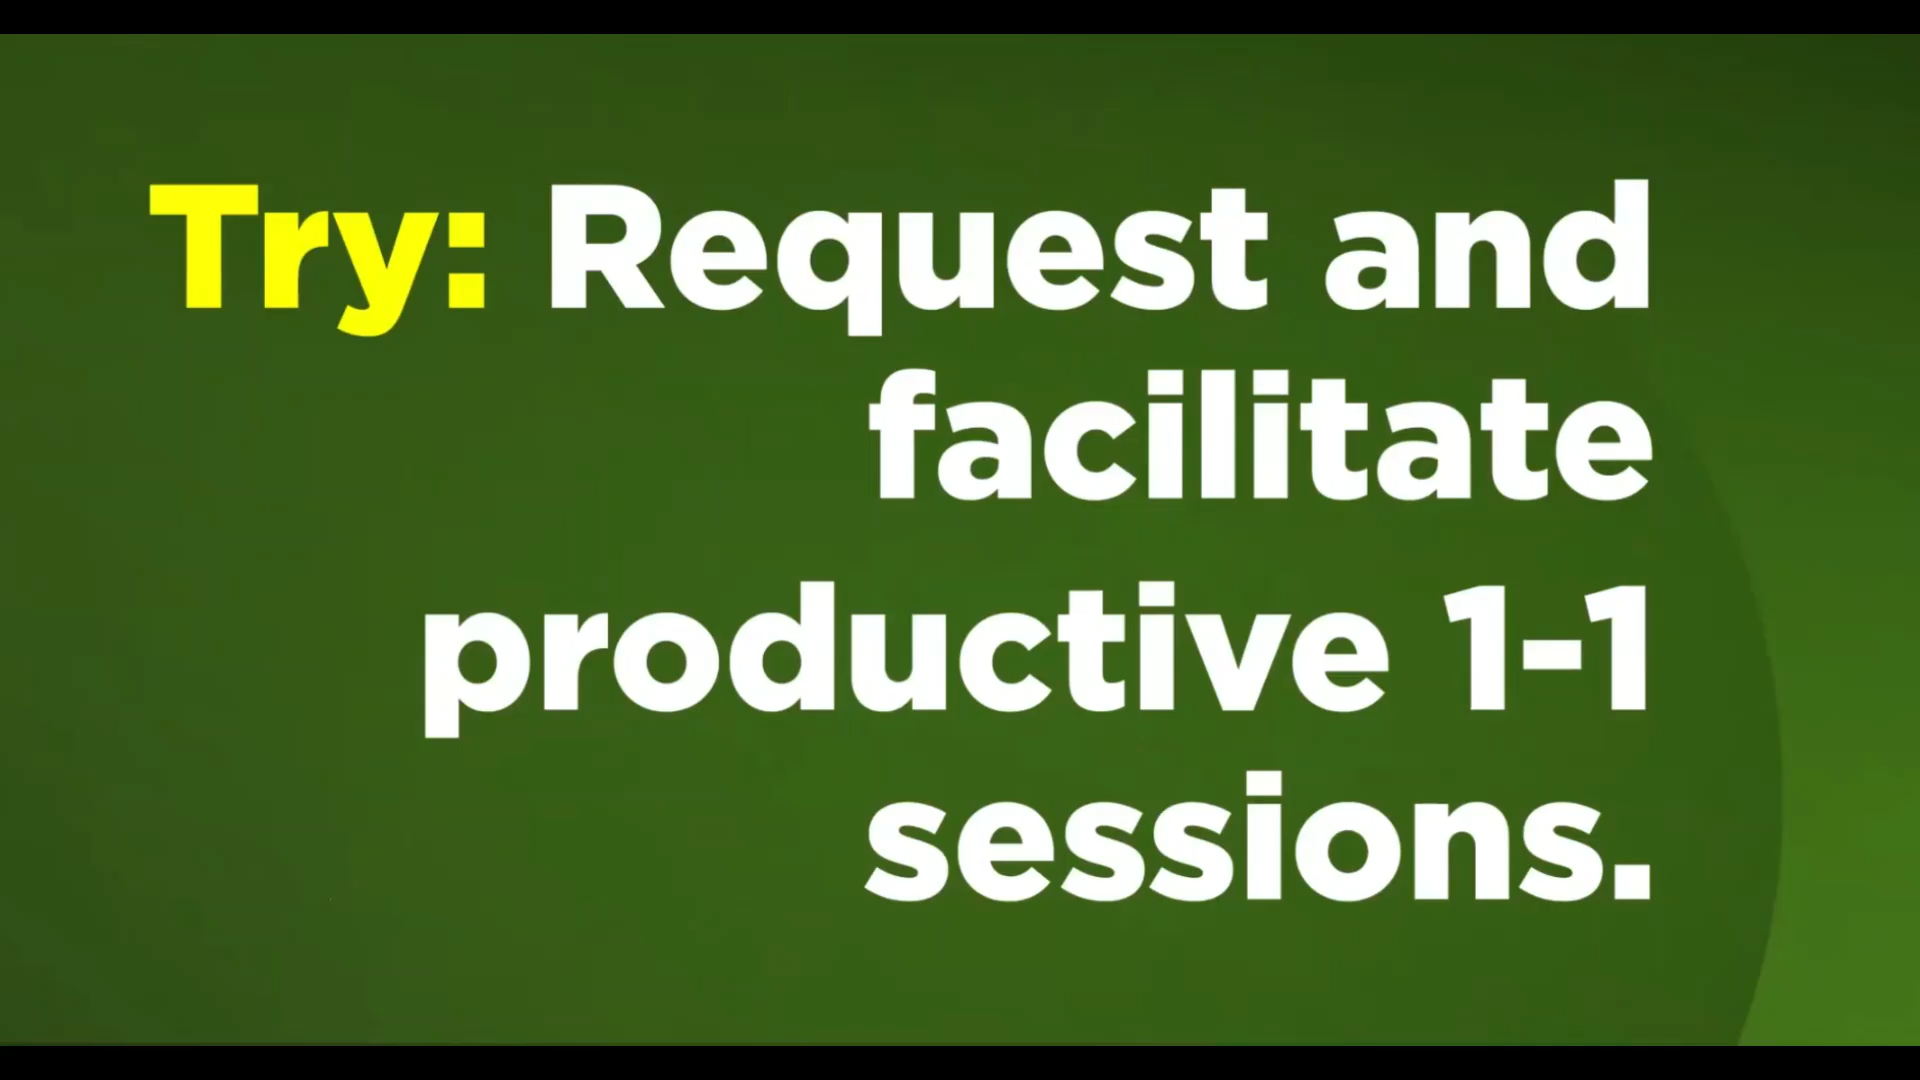 Try: Request and
facilitate
productive 1-1
sessions.